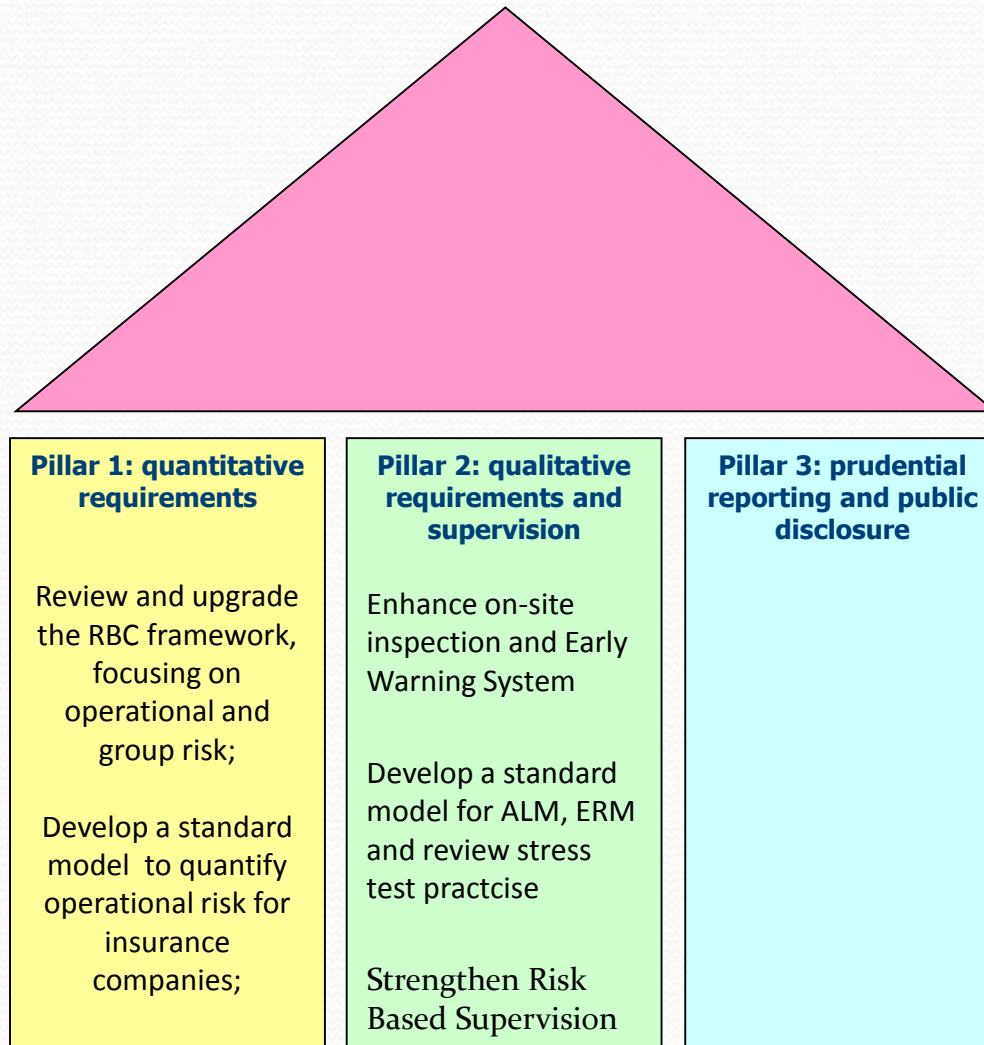 Pillar 1: quantitative
requirements
Review and upgrade
the RBC framework,
focusing on
operational and
group risk;
Develop a standard
model to quantify
operational risk for
insurance
companies;
Pillar 2: qualitative
requirements and
supervision
Enhance on-site
inspection and Early
Warning System
Develop a standard
model for ALM, ERM
and review stress
test practcise
Strengthen Risk
Based Supervision
Pillar 3: prudential
reporting and public
disclosure